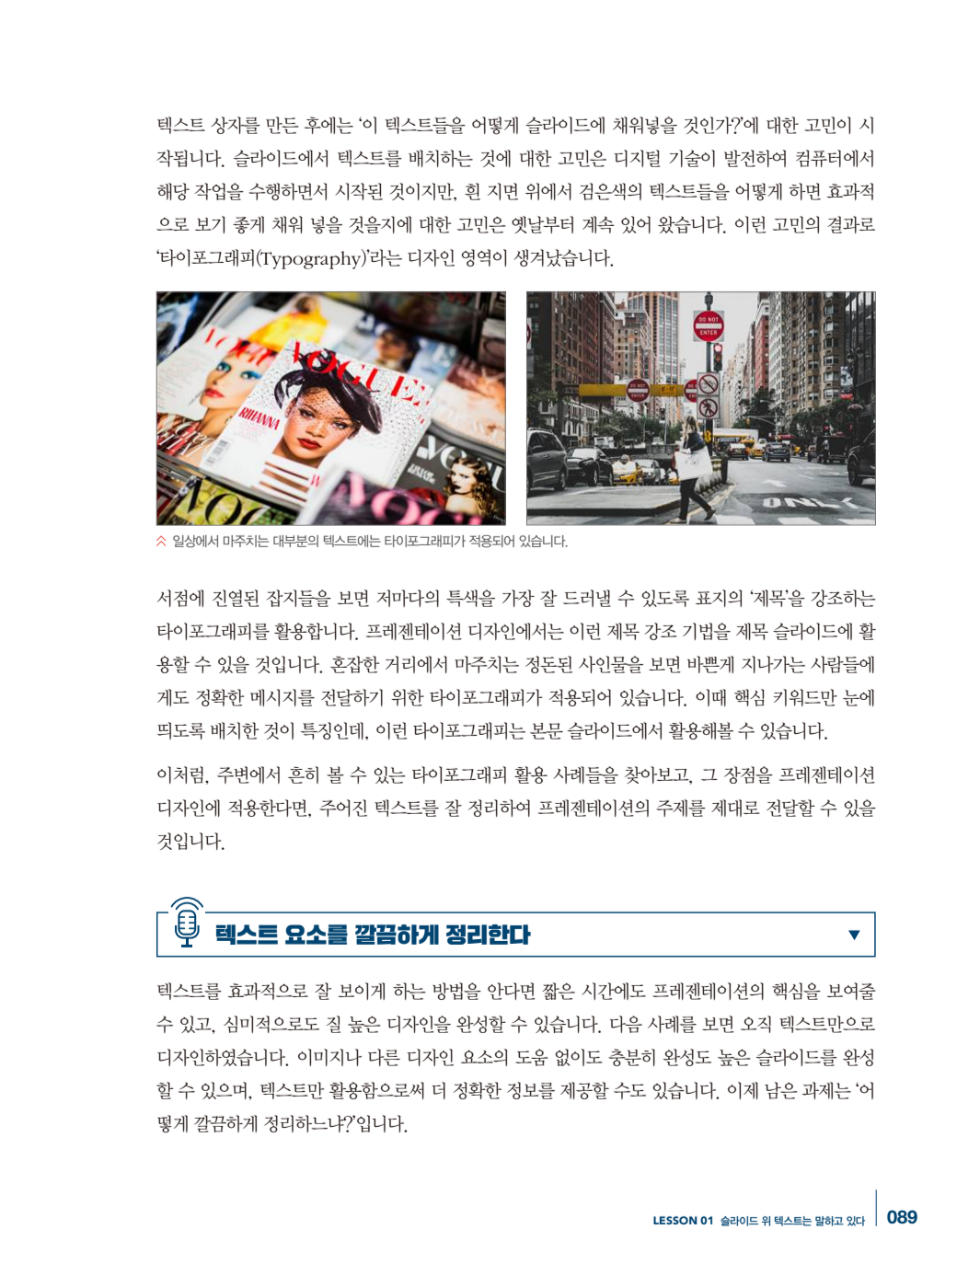 텍스트 상자를 만든 후에는 ‘이 텍스트들을 어떻게 슬라이드에 채워넣을 것인가?’에 대한 고민이 시
작됩니다. 슬라이드에서 텍스트를 배치하는 것에 대한 고민은 디지털 기술이 발전하여 컴퓨터에서
해당 작업을 수행하면서 시작된 것이지만, 흰 지면 위에서 검은색의 텍스트들을 어떻게 하면 효과적
으로 보기 좋게 채워 넣을 것을지에 대한 고민은 옛날부터 계속 있어 왔습니다. 이런 고민의 결과로
‘타이포그래피(Typography)’라는 디자인 영역이 생겨났습니다.
VOGUE
VOGUE
RIHANNA
VOGUE
VOGU
VOGU
DO NOT
ENTER
DO NOT
ENTER
ONLY
일상에서 마주치는 대부분의 텍스트에는 타이포그래피가 적용되어 있습니다.
서점에 진열된 잡지들을 보면 저마다의 특색을 가장 잘 드러낼 수 있도록 표지의 ‘제목’을 강조하는
타이포그래피를 활용합니다. 프레젠테이션 디자인에서는 이런 제목 강조 기법을 제목 슬라이드에 활
용할 수 있을 것입니다. 혼잡한 거리에서 마주치는 정돈된 사인물을 보면 바쁜게 지나가는 사람들에
게도 정확한 메시지를 전달하기 위한 타이포그래피가 적용되어 있습니다. 이때 핵심 키워드만 눈에
띄도록 배치한 것이 특징인데, 이런 타이포그래피는 본문 슬라이드에서 활용해볼 수 있습니다.
이처럼, 주변에서 흔히 볼 수 있는 타이포그래피 활용 사례들을 찾아보고, 그 장점을 프레젠테이션
디자인에 적용한다면, 주어진 텍스트를 잘 정리하여 프레젠테이션의 주제를 제대로 전달할 수 있을
것입니다.
텍스트 요소를 깔끔하게 정리한다
텍스트를 효과적으로 잘 보이게 하는 방법을 안다면 짧은 시간에도 프레젠테이션의 핵심을 보여줄
수 있고, 심미적으로도 질 높은 디자인을 완성할 수 있습니다. 다음 사례를 보면 오직 텍스트만으로
디자인하였습니다. 이미지나 다른 디자인 요소의 도움 없이도 충분히 완성도 높은 슬라이드를 완성
할 수 있으며, 텍스트만 활용함으로써 더 정확한 정보를 제공할 수도 있습니다. 이제 남은 과제는 ‘어
떻게 깔끔하게 정리하느냐?’입니다.
LESSON 01 슬라이드 위 텍스트는 말하고 있다 089